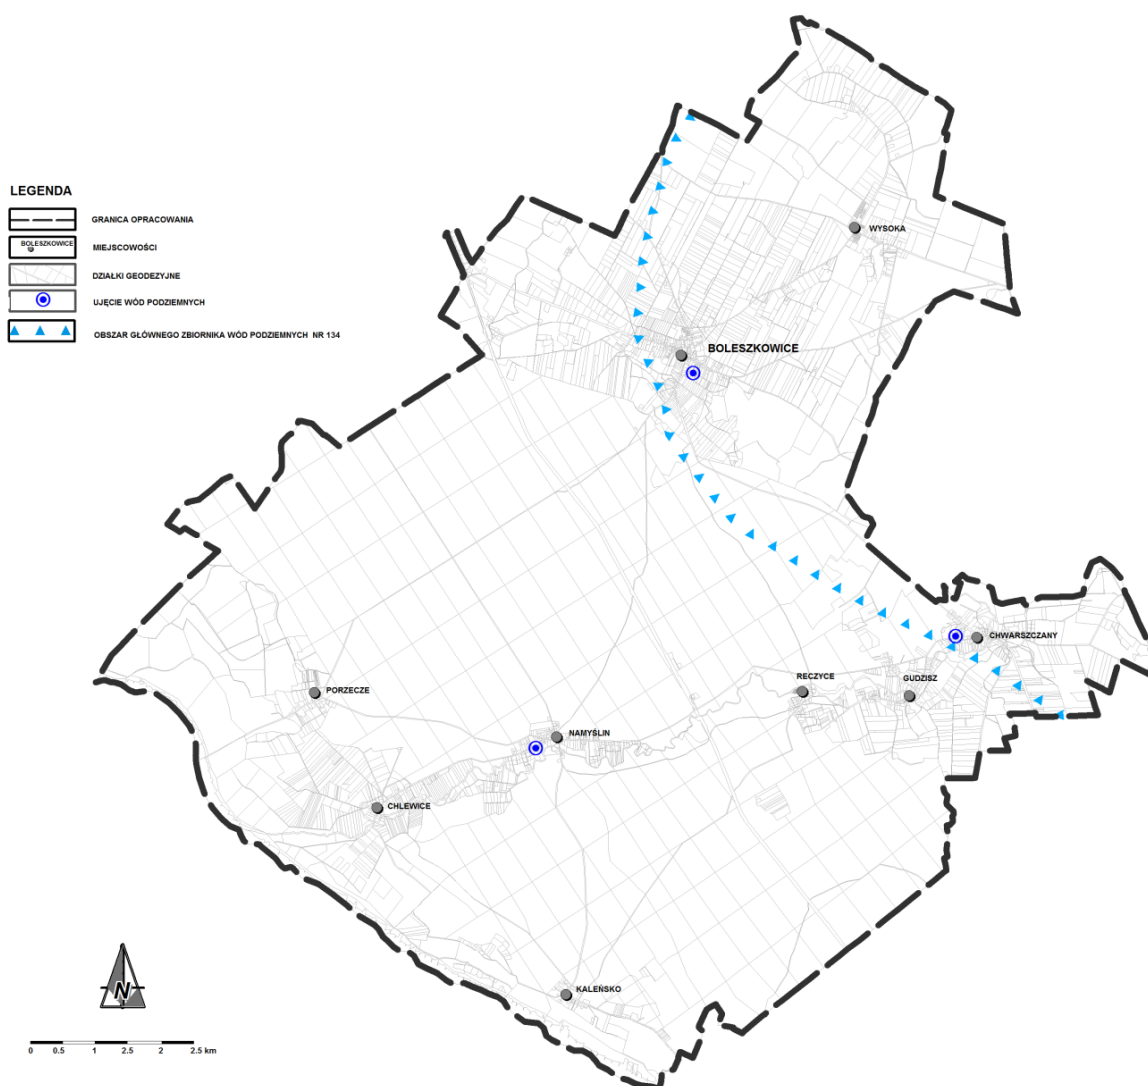 LEGENDA
GRANICA OPRACOWANIA
BOLESZKOWICE
MIEJSCOWOŚCI
DZIAŁKI GEODEZYJNE
UJĘCIE WÓD PODZIEMNYCH
OBSZAR GŁÓWNEGO ZBIORNIKA WÓD PODZIEMNYCH NR 134
WYSOKA
BOLESZKOWICE
CHWARSZCZANY
RECZYCE
GUDZISZ
PORZECZE
NAMYŚLIN
CHLEWICE
KALEŃSKO
N
0 0.5 1 2.5 2 2.5 km